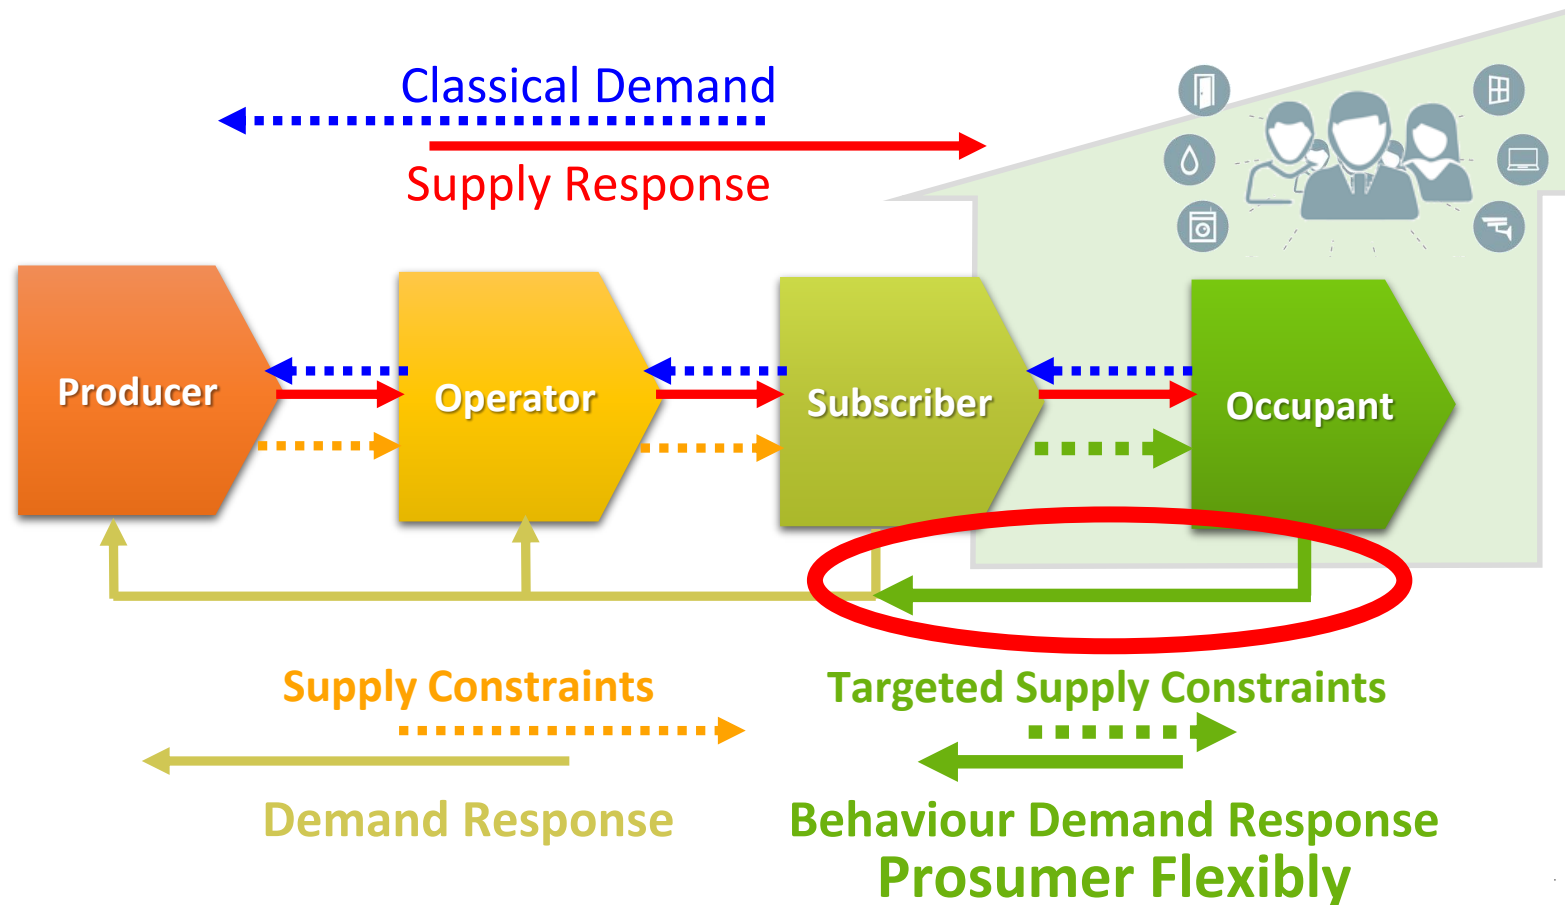 Classical Demand
Supply Response
Producer
Operator
Subscriber
Occupant
Supply Constraints
Demand Response
Targeted Supply Constraints
Behaviour Demand Response
Prosumer Flexibly